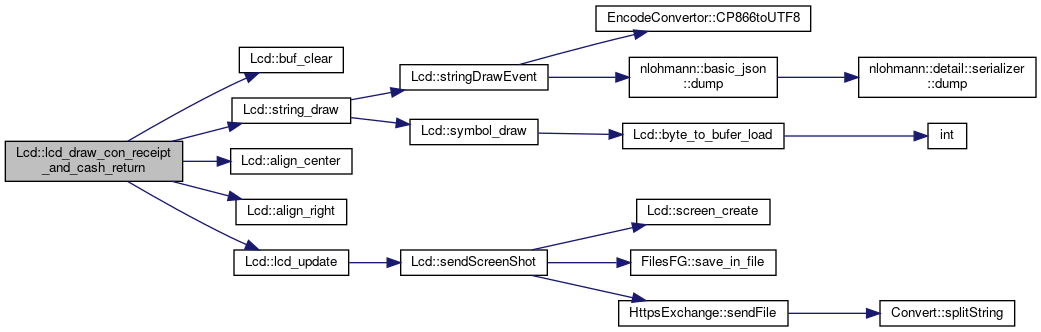 Lcd::lcd_draw_con_receipt
_and_cash_return
Lcd::buf_clear
Lcd::string_draw
Lcd::align_center
Lcd::align_right
Lcd::lcd_update
Lcd::stringDrawEvent
Lcd::symbol_draw
Lcd::sendScreenShot
EncodeConvertor::CP866toUTF8
nlohmann::basic_json
::dump
Lcd::byte_to_bufer_load
Lcd::screen_create
FilesFG::save_in_file
HttpsExchange::sendFile
nlohmann::detail::serializer
::dump
int
Convert::splitString